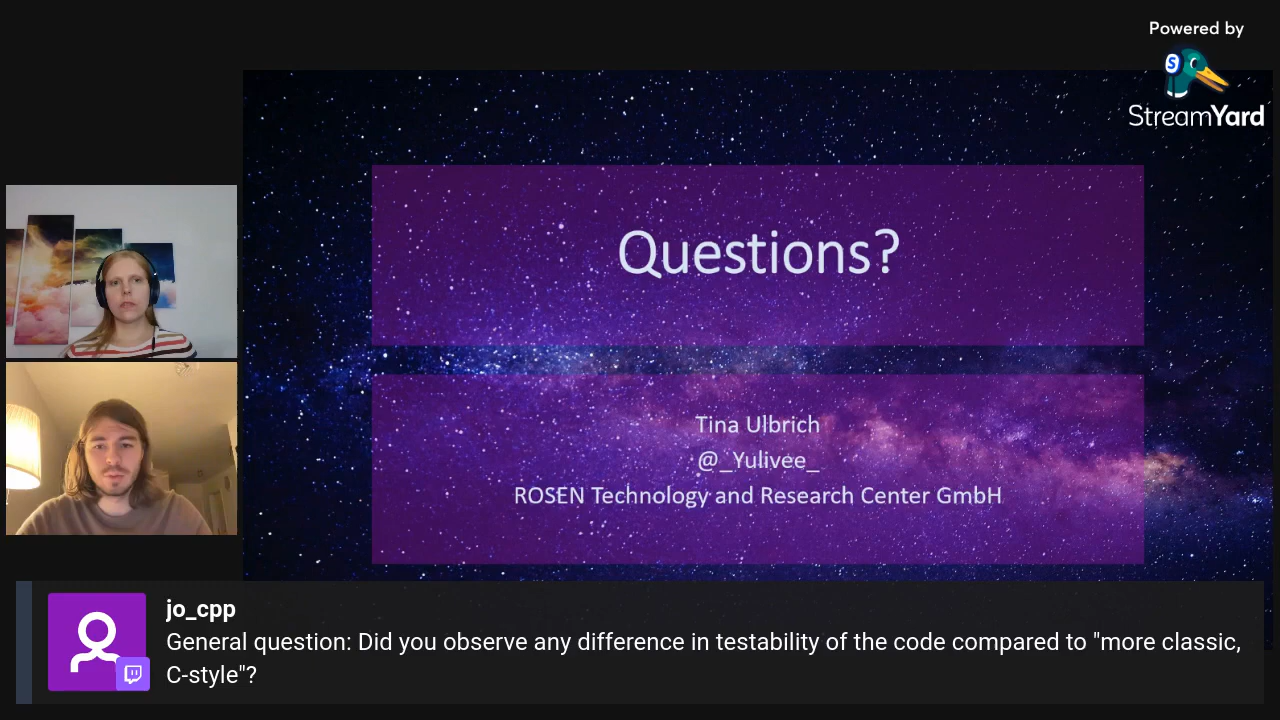 Powered by
StreamYard
Questions?
Tina Ulbrich
@_Yulivee_
ROSEN Technology and Research Center GmbH
jo_cpp
General question: Did you observe any difference in testability of the code compared to "more classic,
C-style"?